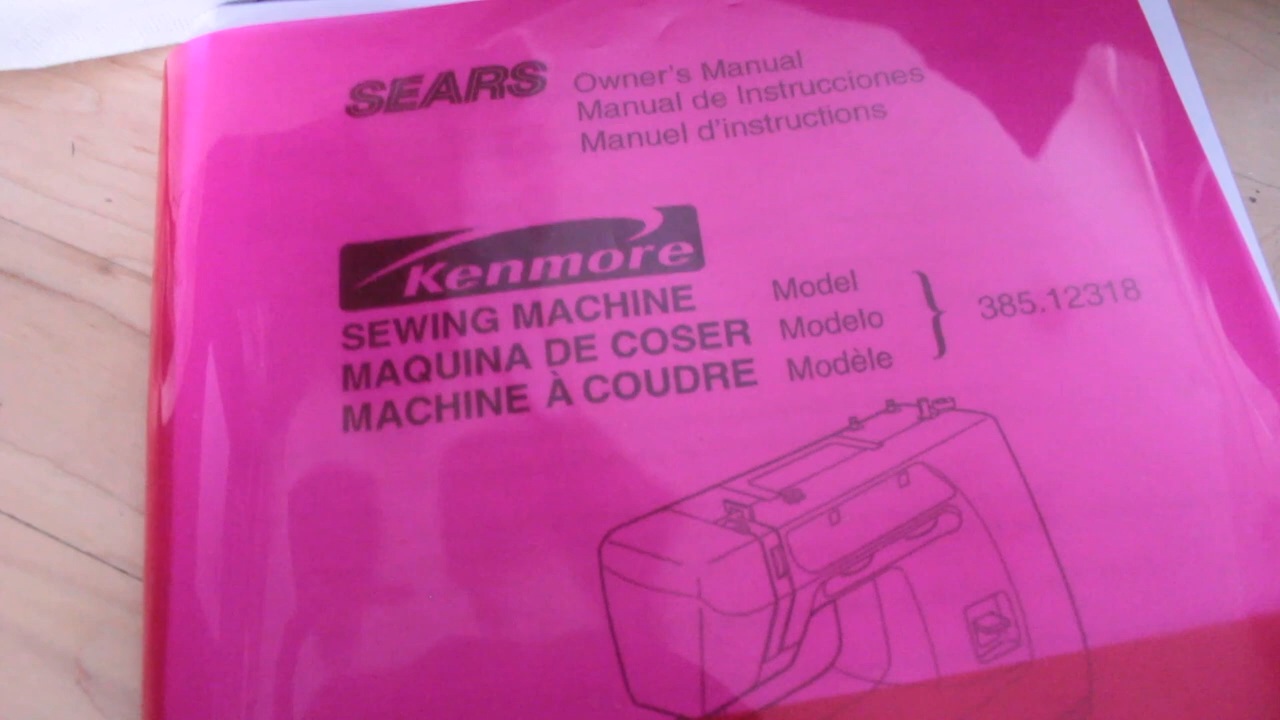 SEARS
Owner's Manual
Manual de Instrucciones
Manuel d'instructions
Kenmore
SEWING MACHINE
MAQUINA DE COSER
MACHINE À COUDRE
Model
Modelo
Modèle
} 385.12318